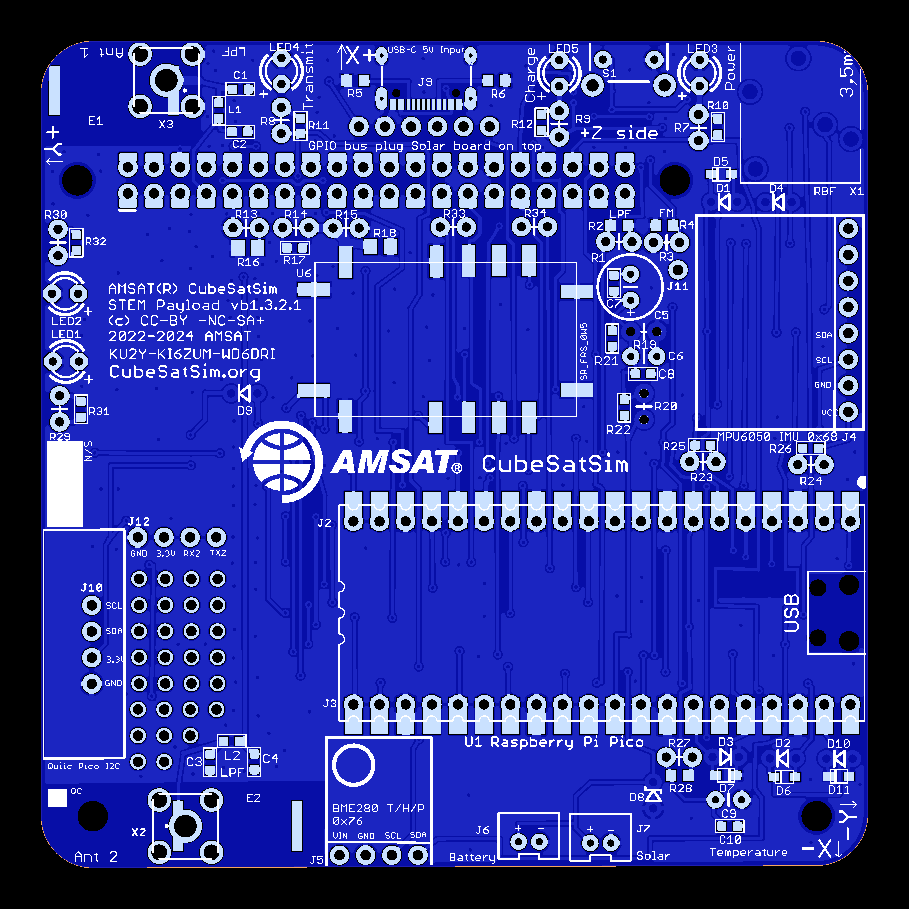 Ant 1
LPF
LED4
Transmit
X+
USB-C 5V Input
LED5
Charge
S1
LED3
Power
3,5m
C1
L1
C2
E1
X3
R8
R11
R5
J9
R6
R12
R9
+Z side
R10
R7
+Y
GPIO bus plug Solar board on top
D5
D1
D4
RBF
X1
R30
R32
R13
R14
R15
R18
R33
R34
LPF
FM
R2
R4
R16
R17
R1
R3
U6
J11
LED2
LED1
AMSAT(R) CubeSatSim
STEM Payload vb1.3.2.1
(c) CC-BY -NC-SA+
2022-2024 AMSAT
KU2Y-KI6ZUM-WD6DRI
CubeSatSim.org
C7
C5
R19
R21
C6
C8
SDA
SCL
GND
VCC
D9
R31
R29
R20
R22
MPU6050 IMU 0x68 J4
S/N
R25
R26
R23
R24
AMSAT® CubeSatSim
J12
J2
GND 3.3V RX2 TX2
J10
SCL
SDA
3.3V
GND
USB
J3
U1 Raspberry Pi Pico
Quiic Pico I2C
C3
L2
C4
LPF
R27
D3
D2
D10
R28
D7
D6
D11
D8
QC
X2
E2
Ant 2
BME280 T/H/P
0x76
VIN GND SCL SDA
J5
J6
+ -
Battery
+ -
J7
Solar
C9
C10
Temperature
-Y
-X